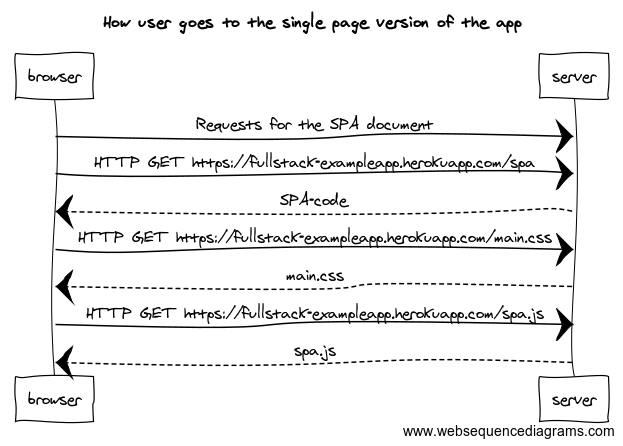 How user goes to the single page version of the app
browser server
Requests for the SPA document
HTTP GET https://fullstack-exampleapp.herokuapp.com/spa
SPA-code
HTTP GET https://fullstack-exampleapp.herokuapp.com/main.css
main.css
HTTP GET https://fullstack-exampleapp.herokuapp.com/spa.js
spa.js
browser server
www.websequencediagrams.com